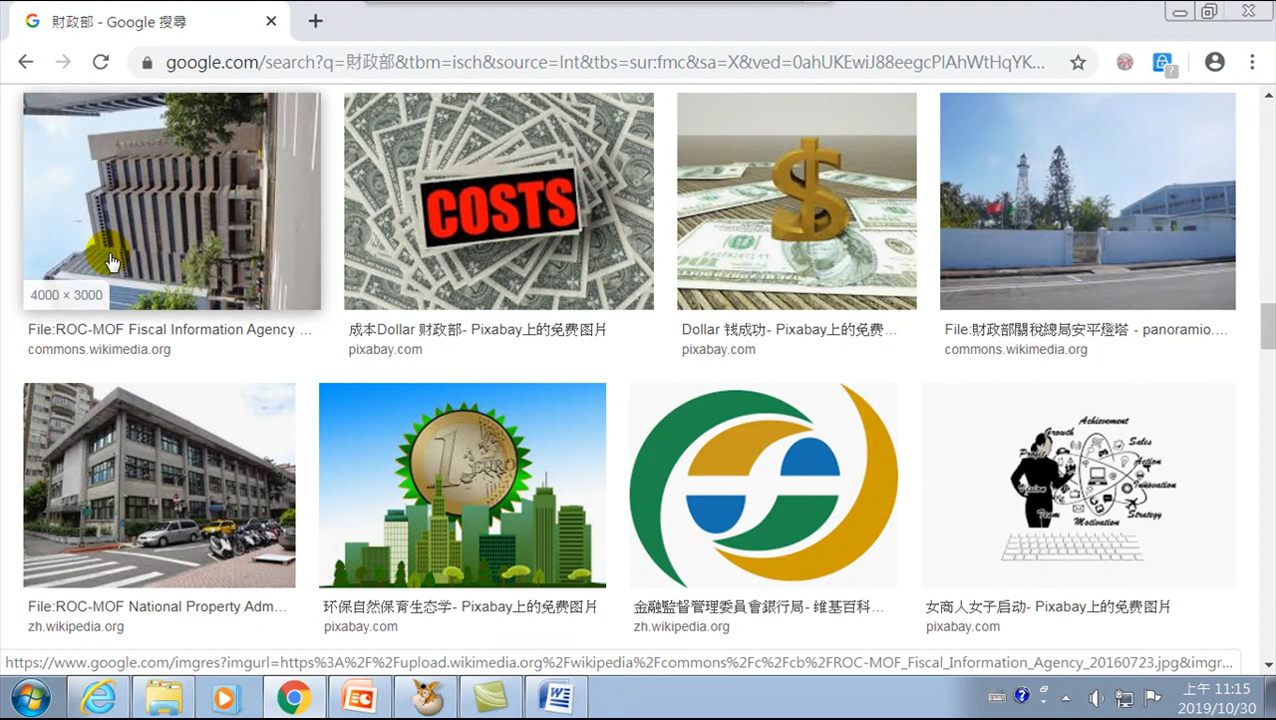 財政部 - Google 搜尋
google.com/search?q=財政部&tbm=isch&source=lnt&tbs=sur:fmc&sa=X&ved=0ahUKEwiJ88eegcPlAhWtHqYK...
COSTS
$
4000 × 3000
File:ROC-MOF Fiscal Information Agency ...
commons.wikimedia.org
成本Dollar 財政部- Pixabay上的免费图片
pixabay.com
Dollar 钱成功- Pixabay上的免费...
pixabay.com
File:財政部關稅總局安平燈塔 - panoramio....
commons.wikimedia.org
1 EURO
Achievement
Growth
Sales
Profit
Action
Vision
Innovation
Team
Strategy
Motivation
File:ROC-MOF National Property Adm...
zh.wikipedia.org
环保自然保育生态学- Pixabay上的免费图片
pixabay.com
金融監督管理委員會銀行局- 维基百科...
zh.wikipedia.org
女商人女子启动- Pixabay上的免费图片
pixabay.com
https://www.google.com/imgres?imgurl=https%3A%2F%2Fupload.wikimedia.org%2Fwikipedia%2Fcommons%2Fc%2Fcb%2FROC-MOF_Fiscal_Information_Agency_20160723.jpg&imgr...
上午 11:15
2019/10/30